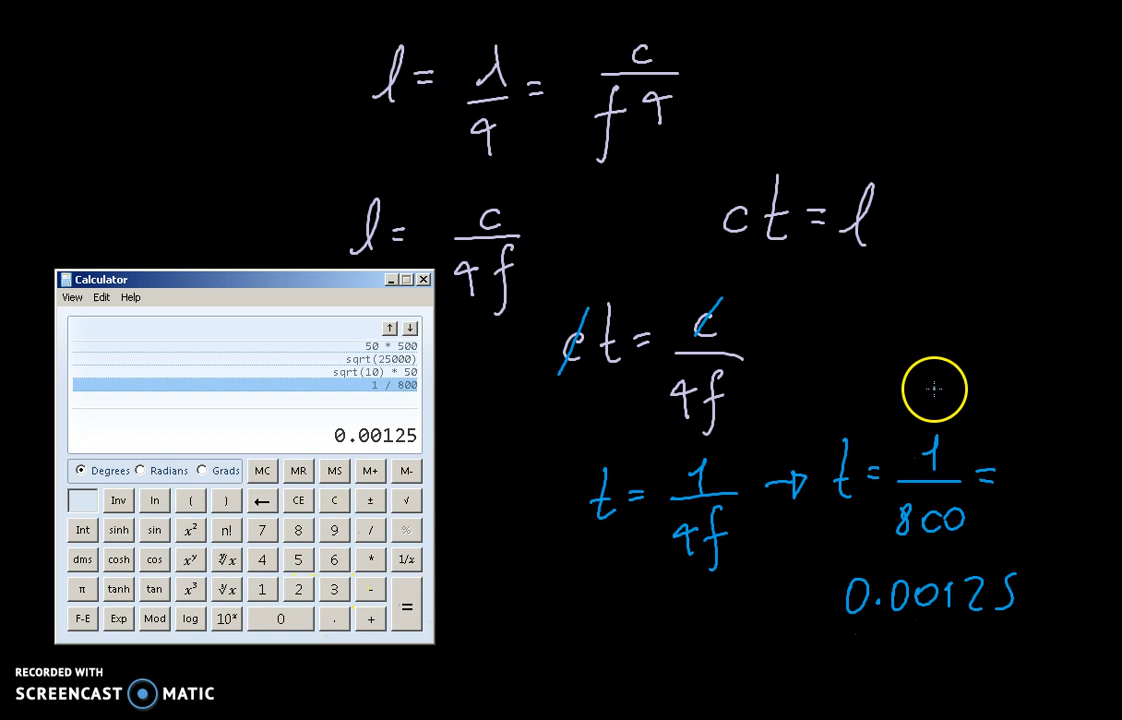 l = λ/4 = c/f4
l = c/4f
ct = l
Calculator
View Edit Help
50 * 500
sqrt(25000)
sqrt(10) * 50
1 / 800
0.00125
Degrees Radians Grads MC MR MS M+ M-
Inv ln ( ) ← CE C ± √
Int sinh sin x² n! 7 8 9 / %
dms cosh cos xʸ ʸ√x 4 5 6 * 1/x
π tanh tan x³ ³√x 1 2 3 - =
F-E Exp Mod log 10ˣ 0 . +
ct = c/4f
t = 1/4f → t = 1/800 =
0.00125
RECORDED WITH
SCREENCAST MATIC